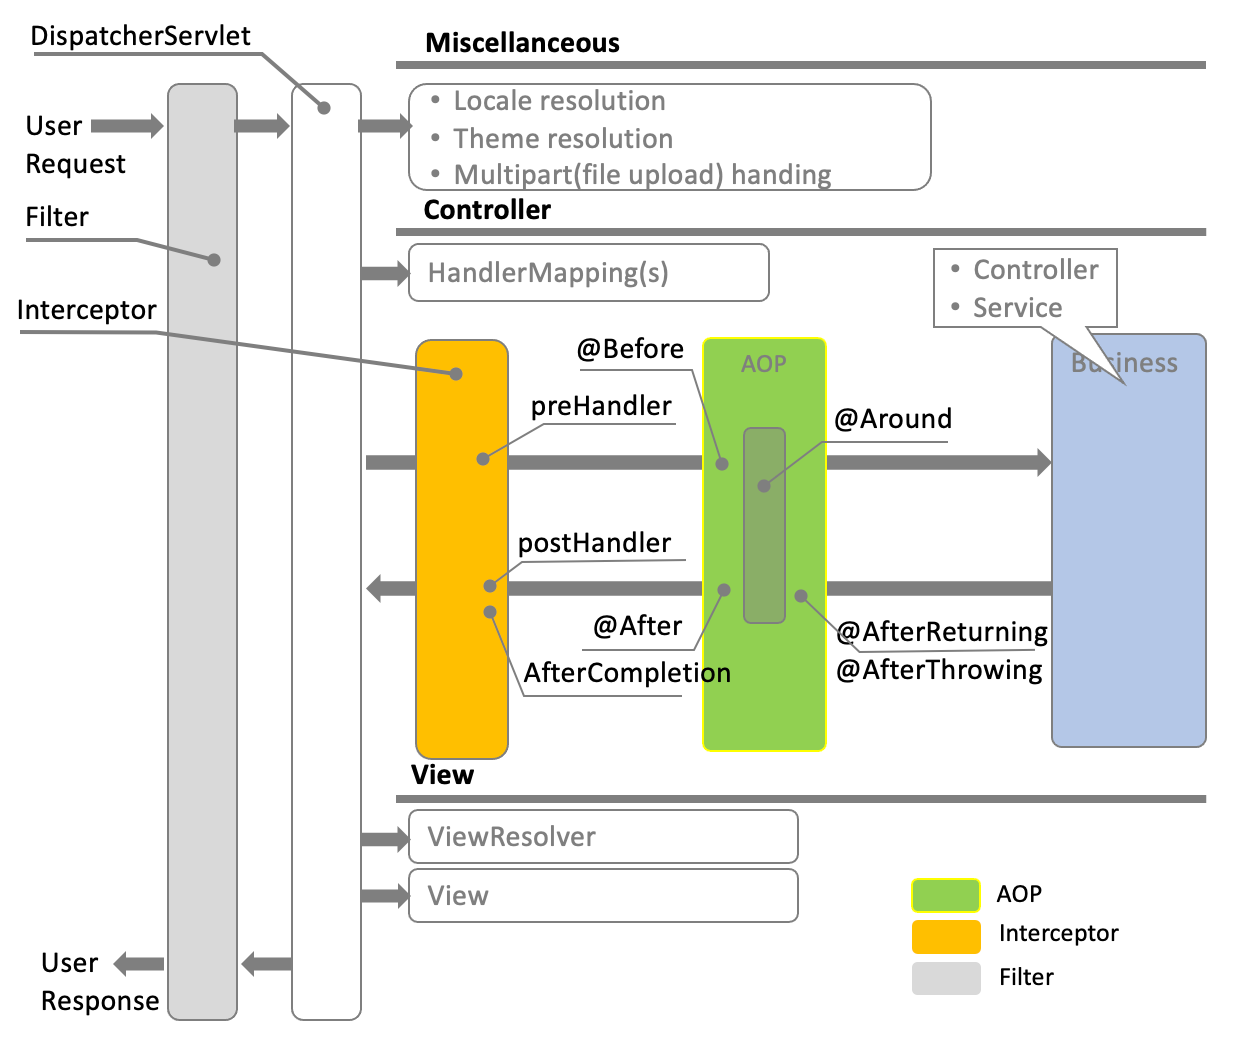 DispatcherServlet
Miscellaneous
• Locale resolution
• Theme resolution
• Multipart(file upload) handing
User
Request
Filter
Controller
HandlerMapping(s)
• Controller
• Service
Interceptor
@Before
AOP
Business
preHandler
@Around
postHandler
@After
@AfterReturning
AfterCompletion
@AfterThrowing
View
ViewResolver
View
AOP
Interceptor
Filter
User
Response